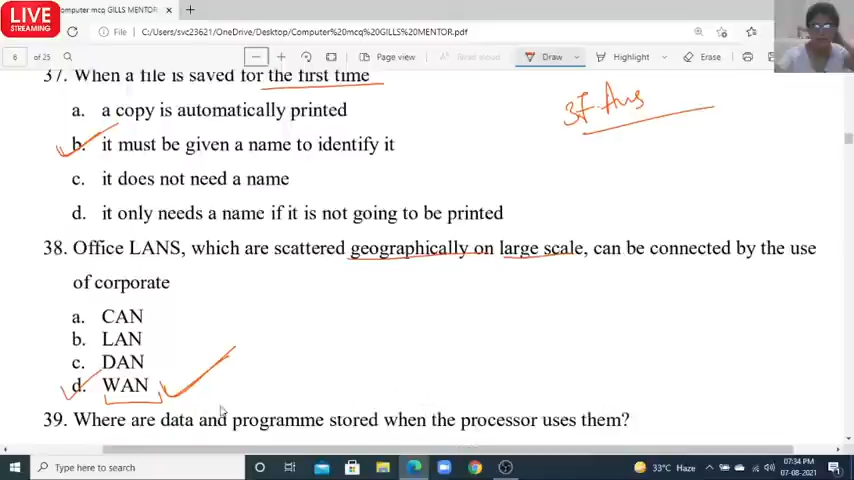 LIVE
STREAMING
Computer mcq GILLS MENTOR.
File
C:/Users/svc23621/OneDrive/Desktop/Computer%20mcq%20GILLS%20MENTOR.pdf
of 25
Page view
Read aloud
Draw
Highlight
Erase
37. When a file is saved for the first time
a. a copy is automatically printed
b. it must be given a name to identify it
c. it does not need a name
d. it only needs a name if it is not going to be printed
37. Ans
38. Office LANS, which are scattered geographically on large scale, can be connected by the use
of corporate
a. CAN
b. LAN
c. DAN
d. WAN
39. Where are data and programme stored when the processor uses them?
Type here to search
33°C Haze
07:34 PM
07-08-2021